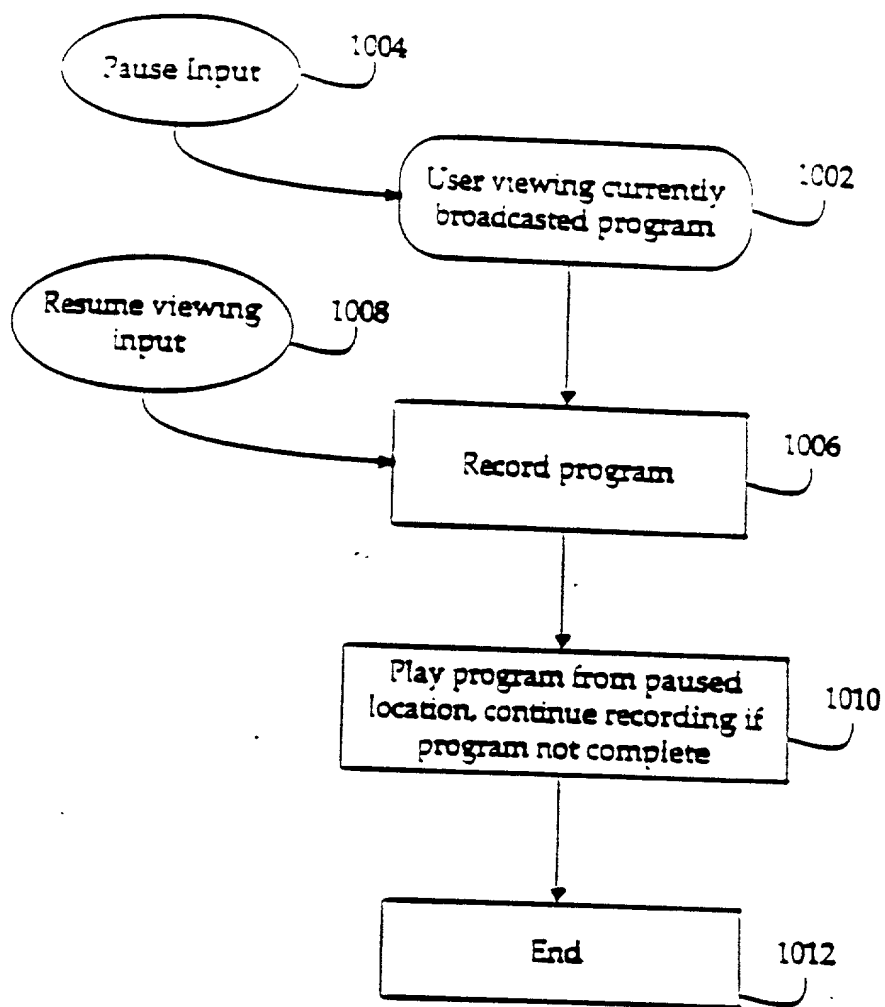 1004
Pause Input
User viewing currently
broadcasted program
1002
Resume viewing
input
1008
Record program
1006
Play program from paused
location, continue recording if
program not complete
1010
End
1012